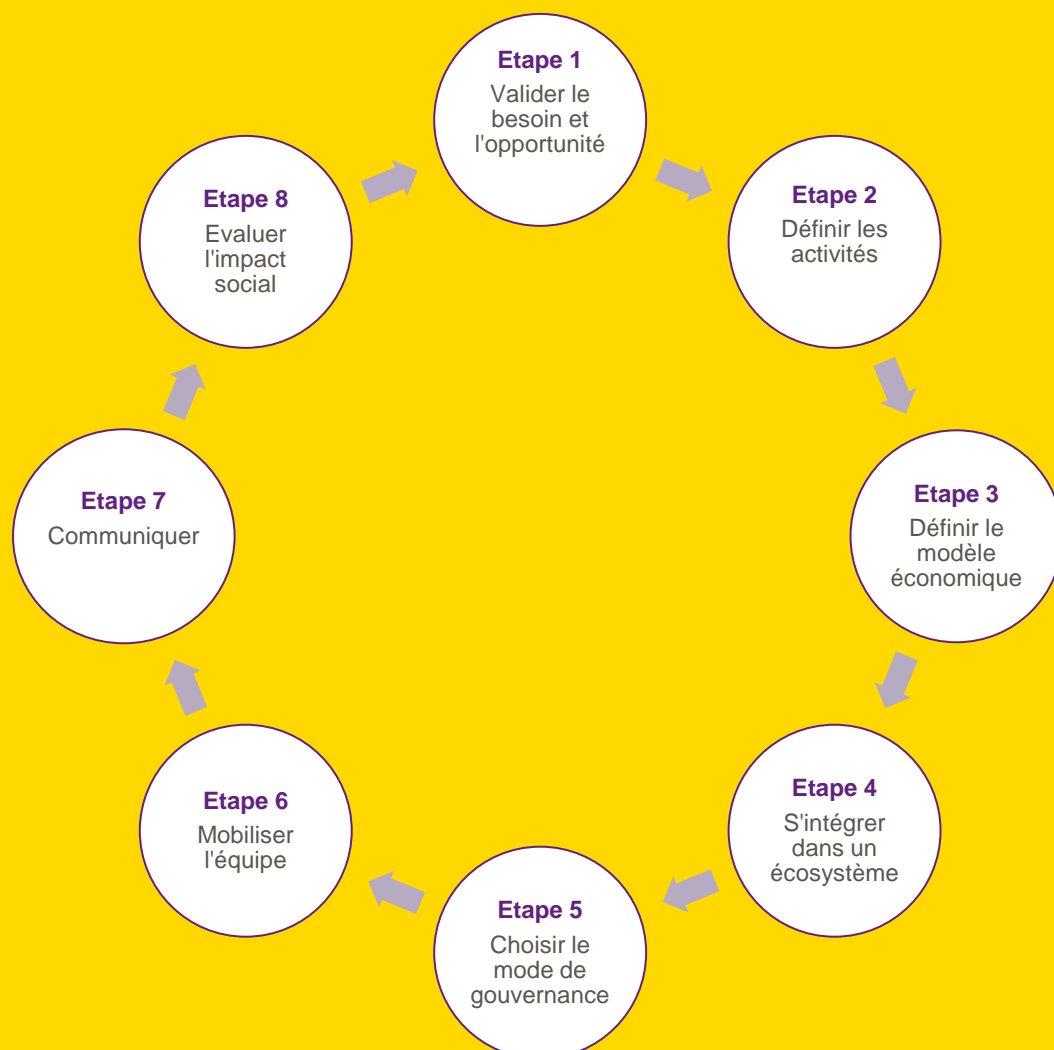 Etape 1
Valider le
besoin et
l'opportunité
Etape 2
Définir les
activités
Etape 3
Définir le
modèle
économique
Etape 4
S'intégrer
dans un
écosystème
Etape 5
Choisir le
mode de
gouvernance
Etape 6
Mobiliser
l'équipe
Etape 7
Communiquer
Etape 8
Evaluer
l'impact
social